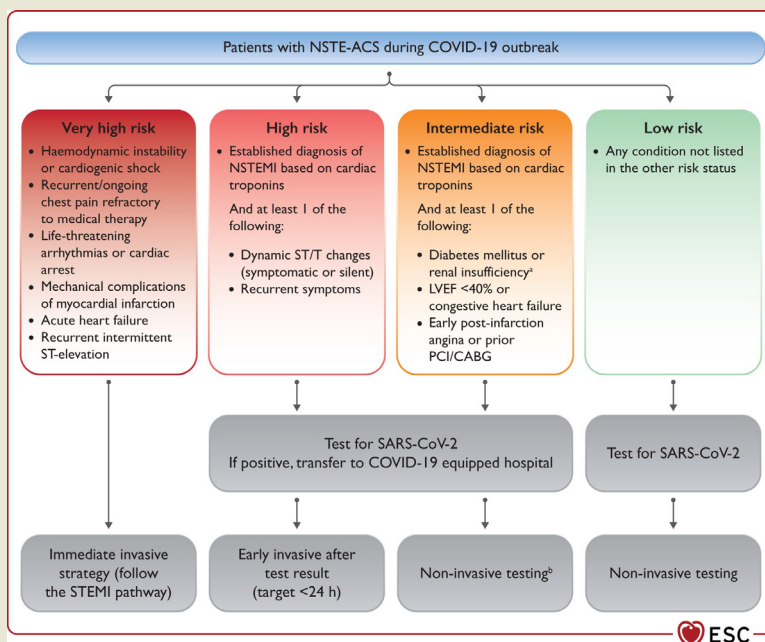 Patients with NSTE-ACS during COVID-19 outbreak
Very high risk
• Haemodynamic instability
or cardiogenic shock
• Recurrent/ongoing
chest pain refractory
to medical therapy
• Life-threatening
arrhythmias or cardiac
arrest
• Mechanical complications
of myocardial infarction
• Acute heart failure
• Recurrent intermittent
ST-elevation
High risk
• Established diagnosis of
NSTEMI based on cardiac
troponins
And at least 1 of the
following:
• Dynamic ST/T changes
(symptomatic or silent)
• Recurrent symptoms
Intermediate risk
• Established diagnosis of
NSTEMI based on cardiac
troponins
And at least 1 of the
following:
• Diabetes mellitus or
renal insufficiencyᵃ
• LVEF <40% or
congestive heart failure
• Early post-infarction
angina or prior
PCI/CABG
Low risk
• Any condition not listed
in the other risk status
Test for SARS-CoV-2
If positive, transfer to COVID-19 equipped hospital
Test for SARS-CoV-2
Immediate invasive
strategy (follow
the STEMI pathway)
Early invasive after
test result
(target <24 h)
Non-invasive testingᵇ
Non-invasive testing
ESC